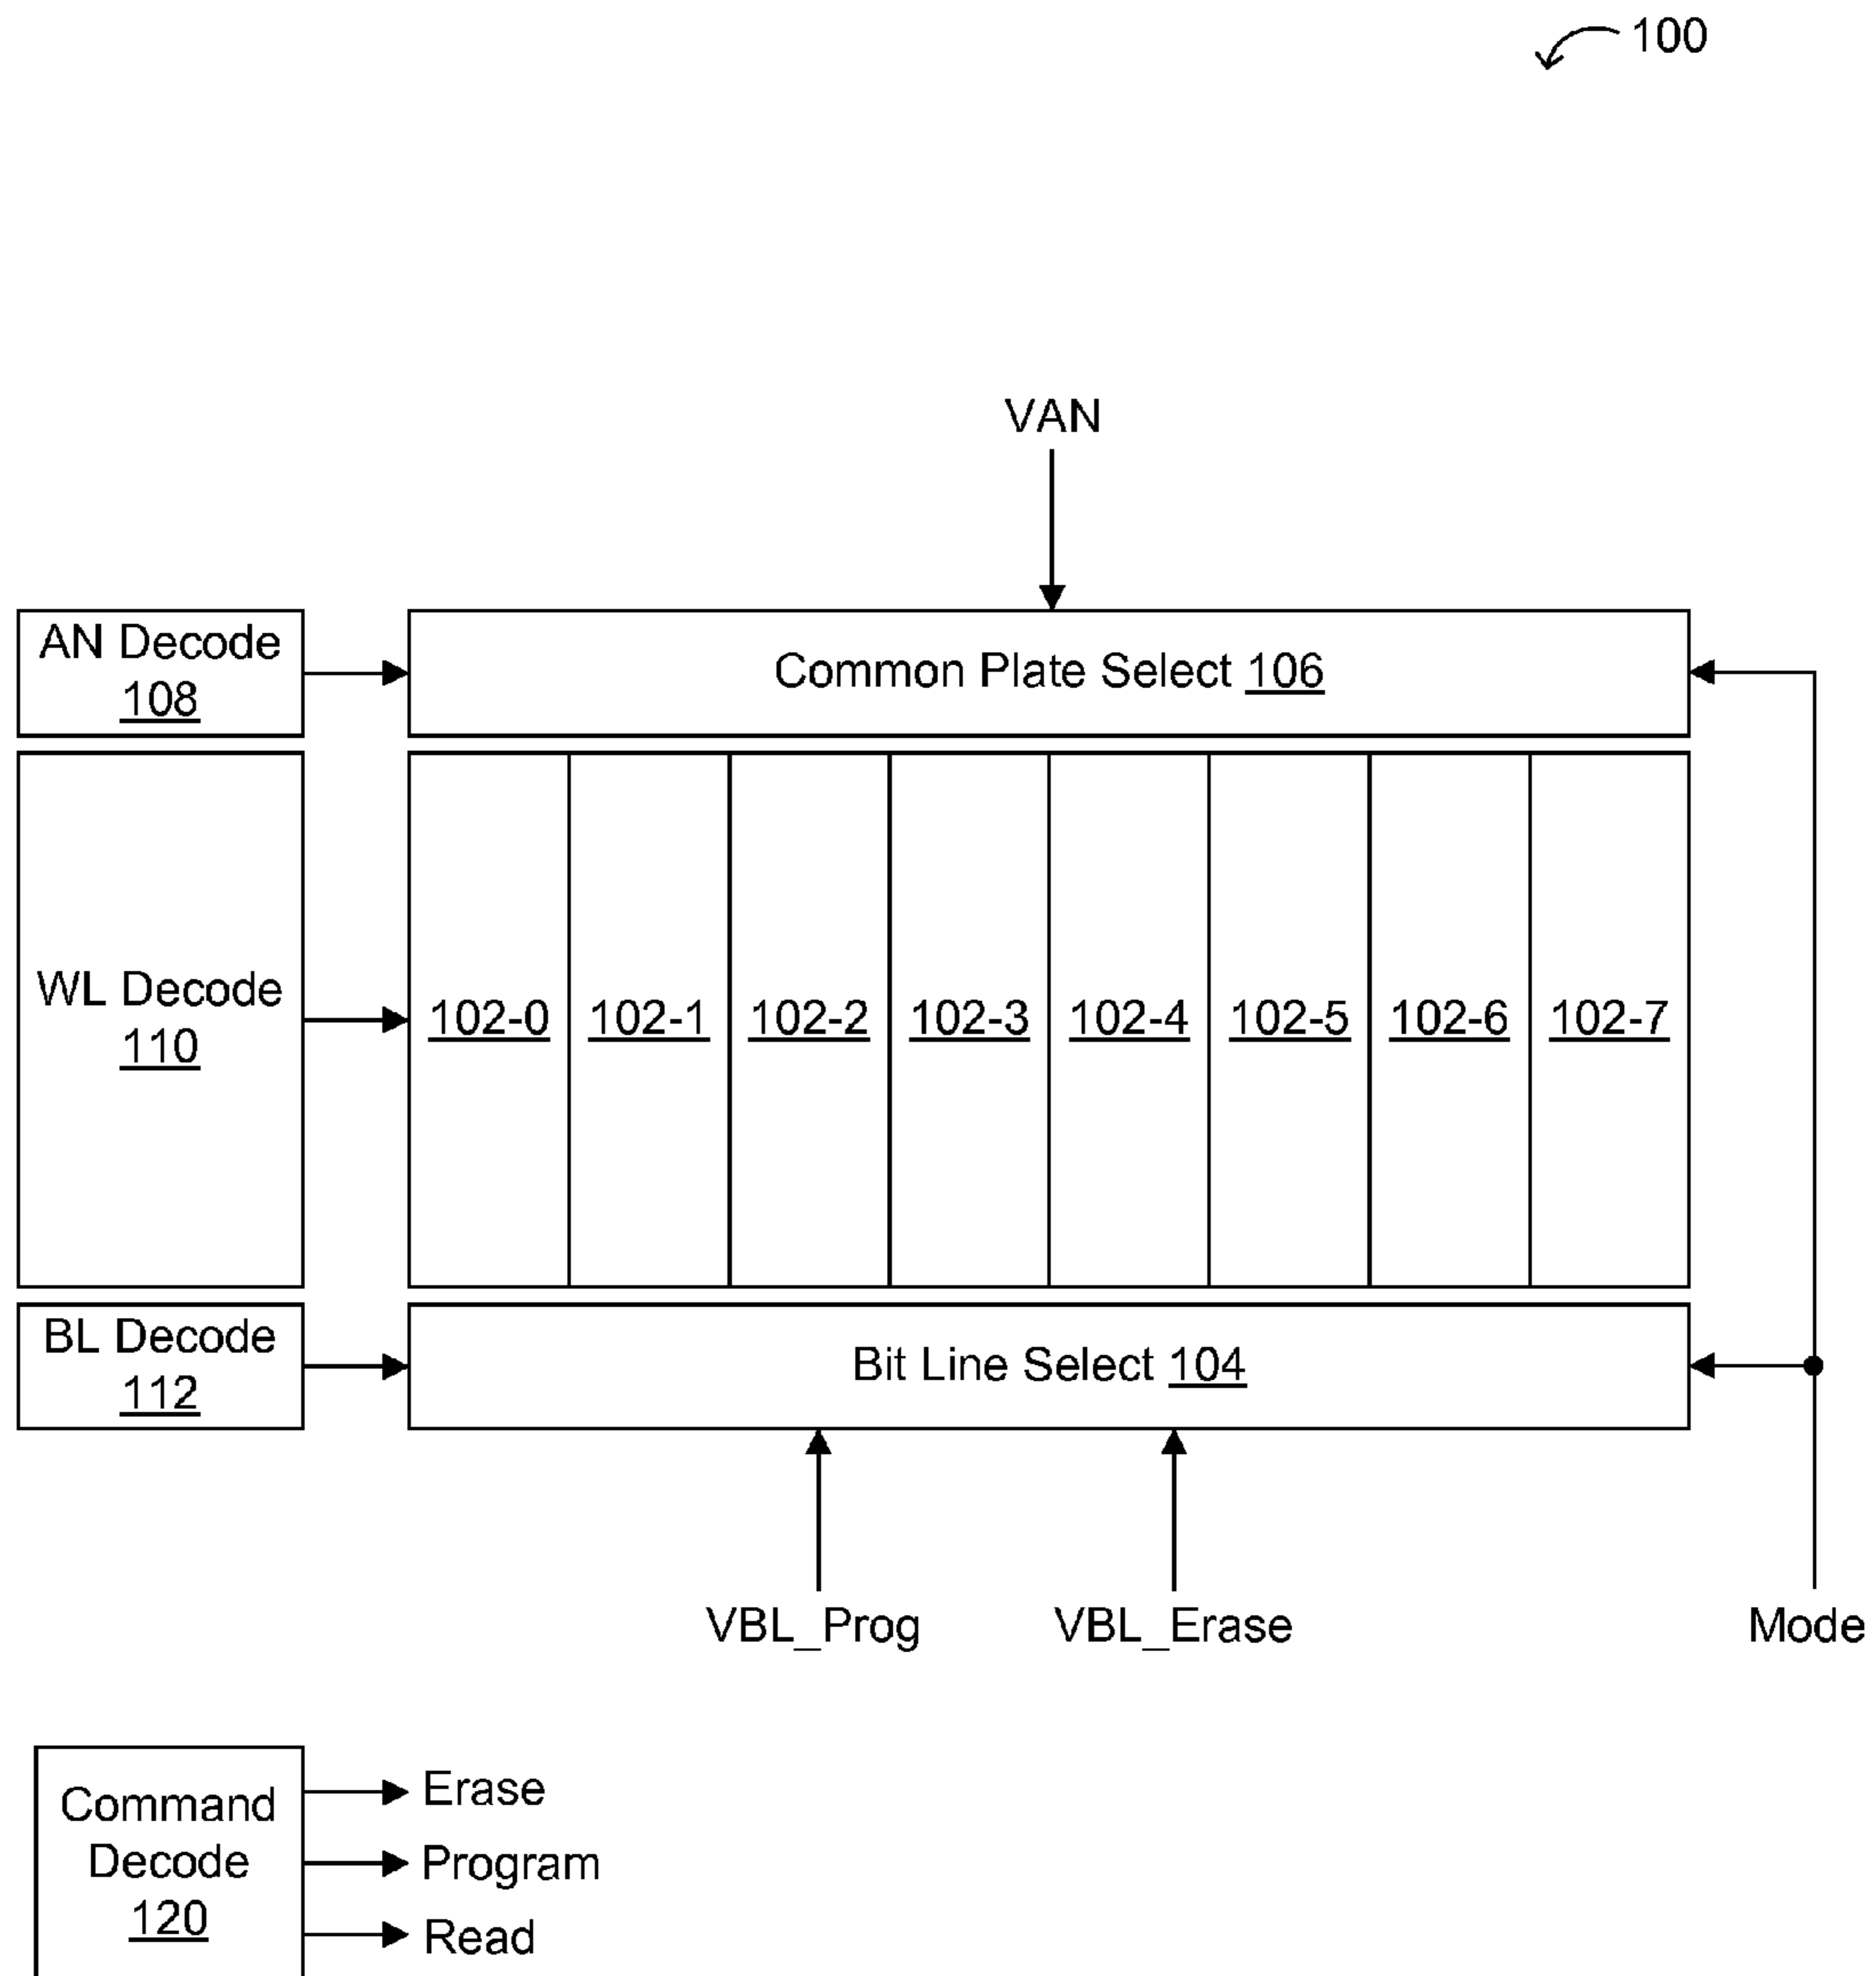 100
VAN
AN Decode
108
Common Plate Select 106
WL Decode
110
102-0 102-1 102-2 102-3 102-4 102-5 102-6 102-7
BL Decode
112
Bit Line Select 104
VBL_Prog VBL_Erase Mode
Command
Decode
120
Erase
Program
Read